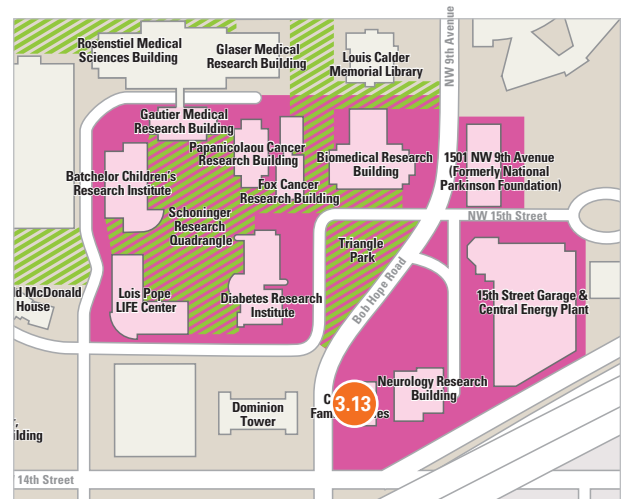 Rosenstiel Medical
Sciences Building
Glaser Medical
Research Building
Louis Calder
Memorial Library
NW 9th Avenue
Gautier Medical
Research Building
Papanicolaou Cancer
Research Building
Biomedical Research
Building
1501 NW 9th Avenue
(Formerly National
Parkinson Foundation)
Batchelor Children's
Research Institute
Fox Cancer
Research Building
Schoninger
Research
Quadrangle
NW 15th Street
Triangle
Park
Bob Hope Road
ld McDonald
House
Lois Pope
LIFE Center
Diabetes Research
Institute
15th Street Garage &
Central Energy Plant
Neurology Research
Building
3.13
Dominion
Tower
ilding
14th Street